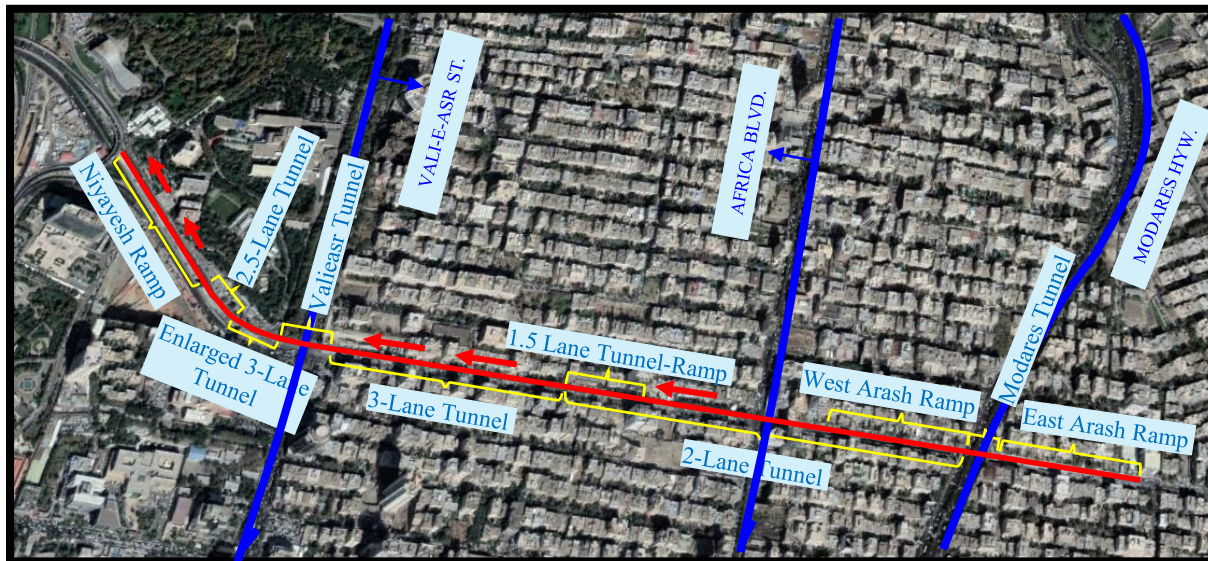 VALI-E-ASR ST.
AFRICA BLVD.
MODARES HYW.
Niyayesh Ramp
2.5-Lane Tunnel
Valieasr Tunnel
Modares Tunnel
Enlarged 3-Lane
Tunnel
3-Lane Tunnel
1.5 Lane Tunnel-Ramp
2-Lane Tunnel
West Arash Ramp
East Arash Ramp